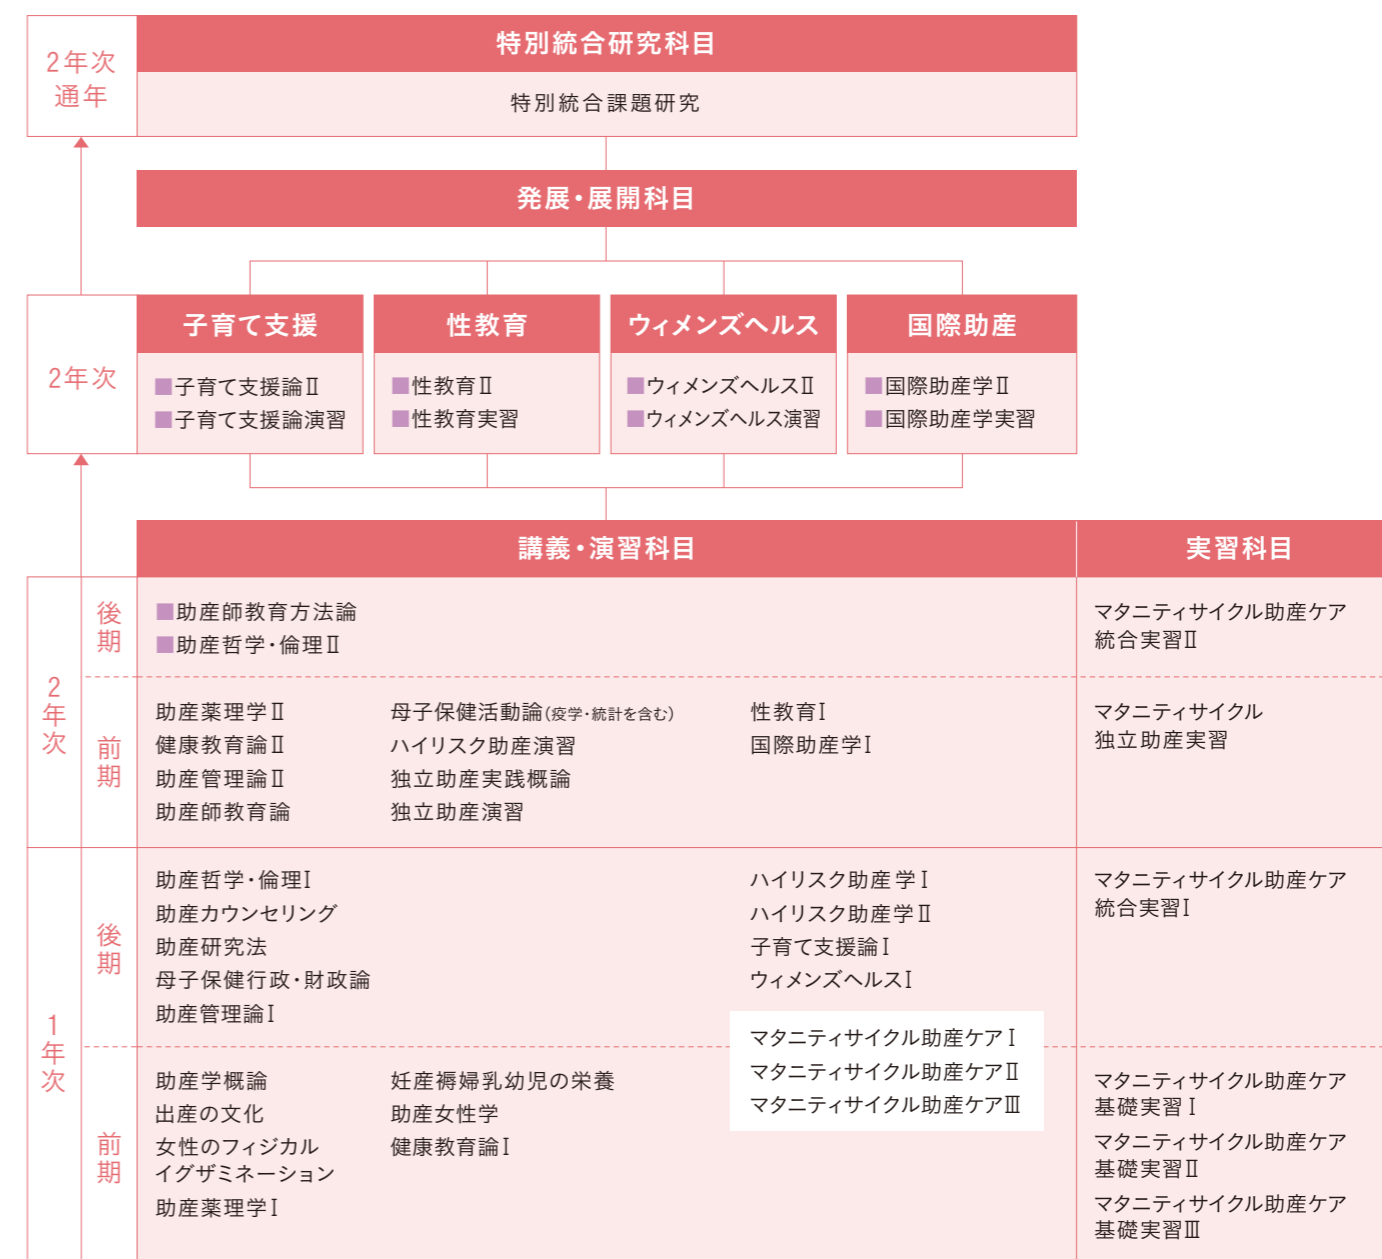 2年次
通年
特別統合研究科目
特別統合課題研究
発展・展開科目
2年次
子育て支援
■子育て支援論Ⅱ
■子育て支援論演習
性教育
■性教育Ⅱ
■性教育実習
ウィメンズヘルス
■ウィメンズヘルスⅡ
■ウィメンズヘルス演習
国際助産
■国際助産学Ⅱ
■国際助産学実習
講義・演習科目
実習科目
2年次
後期
■助産師教育方法論
■助産哲学・倫理Ⅱ
マタニティサイクル助産ケア
統合実習Ⅱ
前期
助産薬理学Ⅱ
健康教育論Ⅱ
助産管理論Ⅱ
助産師教育論
母子保健活動論(疫学・統計を含む)
ハイリスク助産演習
独立助産実践概論
独立助産演習
性教育Ⅰ
国際助産学Ⅰ
マタニティサイクル
独立助産実習
1年次
後期
助産哲学・倫理Ⅰ
助産カウンセリング
助産研究法
母子保健行政・財政論
助産管理論Ⅰ
ハイリスク助産学Ⅰ
ハイリスク助産学Ⅱ
子育て支援論Ⅰ
ウィメンズヘルスⅠ
マタニティサイクル助産ケアⅠ
マタニティサイクル助産ケアⅡ
マタニティサイクル助産ケアⅢ
マタニティサイクル助産ケア
統合実習Ⅰ
前期
助産学概論
出産の文化
女性のフィジカル
イグザミネーション
助産薬理学Ⅰ
妊産褥婦乳幼児の栄養
助産女性学
健康教育論Ⅰ
マタニティサイクル助産ケア
基礎実習Ⅰ
マタニティサイクル助産ケア
基礎実習Ⅱ
マタニティサイクル助産ケア
基礎実習Ⅲ